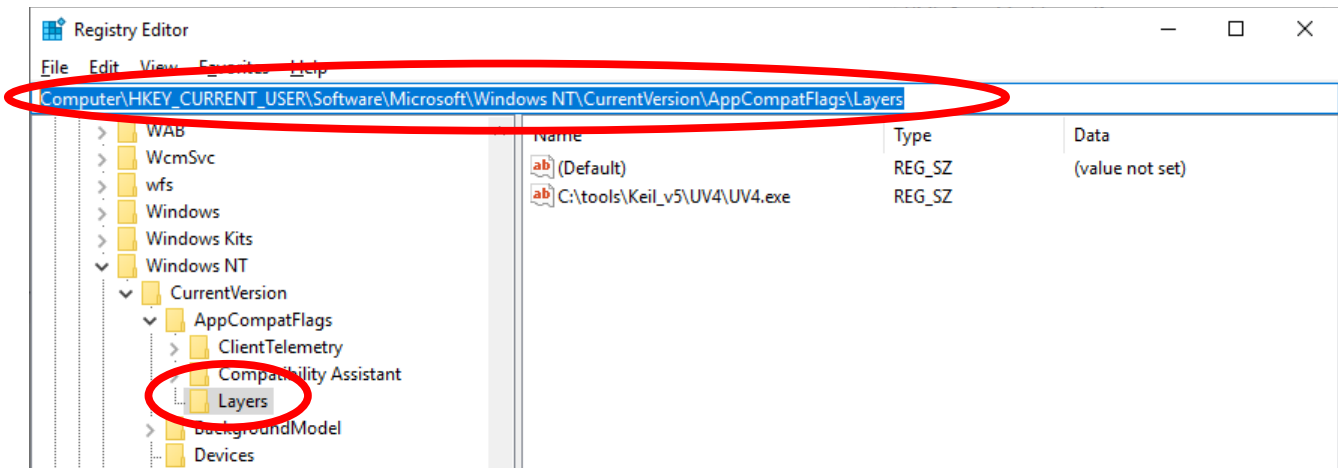 Registry Editor
File Edit View Favorites Help
Computer\HKEY_CURRENT_USER\Software\Microsoft\Windows NT\CurrentVersion\AppCompatFlags\Layers
WAB
WcmSvc
wfs
Windows
Windows Kits
Windows NT
CurrentVersion
AppCompatFlags
ClientTelemetry
Compatibility Assistant
Layers
BackgroundModel
Devices
Name Type Data
ab (Default) REG_SZ (value not set)
ab C:\tools\Keil_v5\UV4\UV4.exe REG_SZ